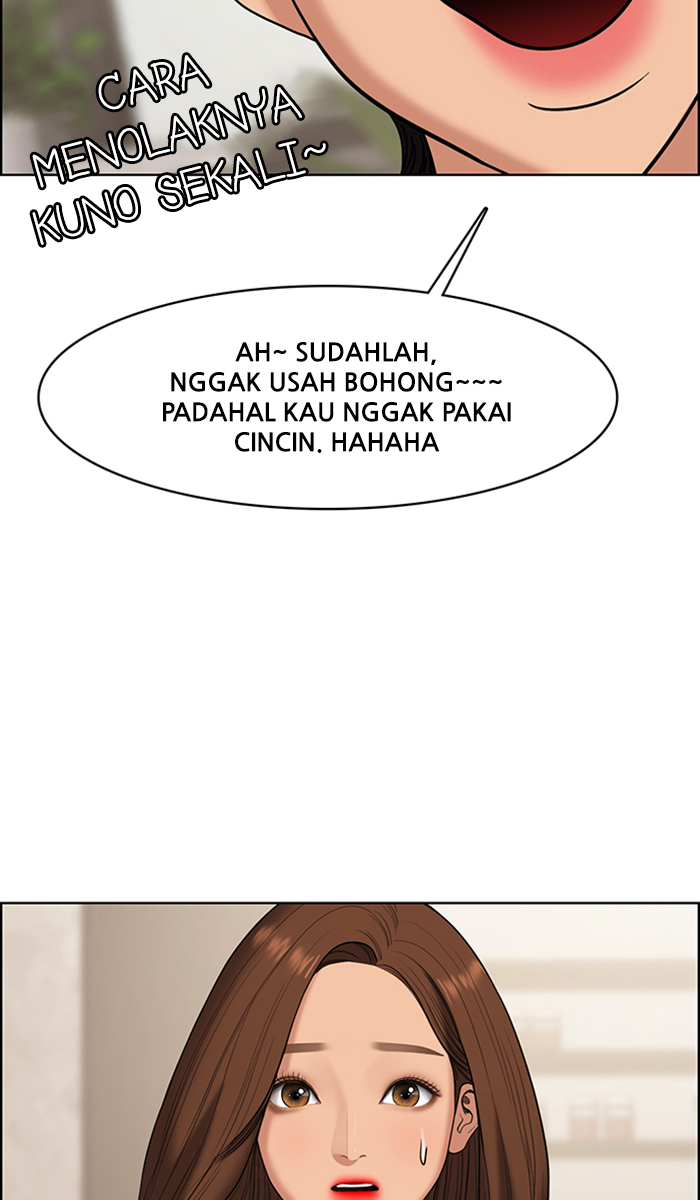 CARA
MENOLAKNYA
KUNO SEKALI~
AH~ SUDAHLAH,
NGGAK USAH BOHONG~~~
PADAHAL KAU NGGAK PAKAI
CINCIN. HAHAHA